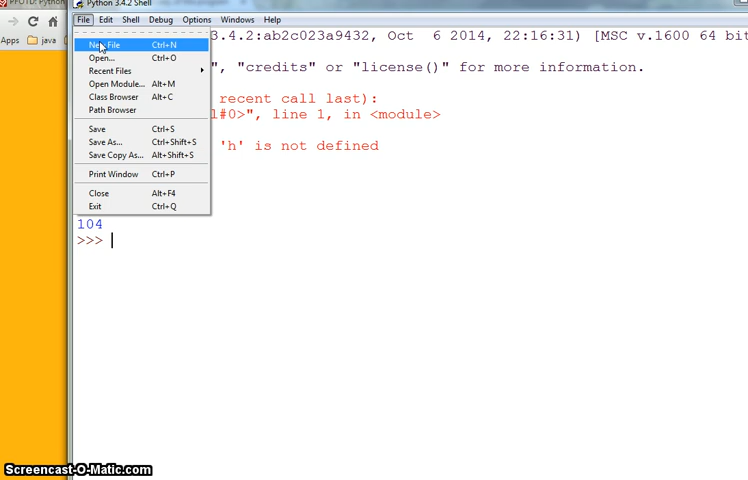 PFOTD: Python
Python 3.4.2 Shell
File Edit Shell Debug Options Windows Help
Apps java
New File Ctrl+N
Open... Ctrl+O
Recent Files
Open Module... Alt+M
Class Browser Alt+C
Path Browser
Save Ctrl+S
Save As... Ctrl+Shift+S
Save Copy As... Alt+Shift+S
Print Window Ctrl+P
Close Alt+F4
Exit Ctrl+Q
3.4.2:ab2c023a9432, Oct 6 2014, 22:16:31) [MSC v.1600 64 bit
", "credits" or "license()" for more information.
recent call last):
l#0>", line 1, in <module>
'h' is not defined
104
>>>
Screencast-O-Matic.com